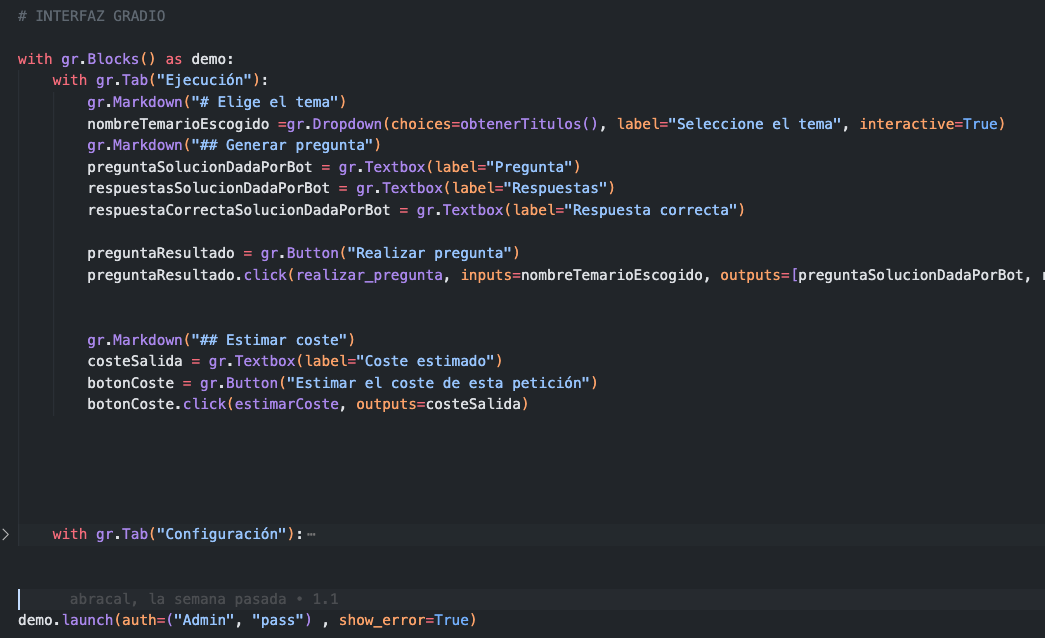 # INTERFAZ GRADIO
with gr.Blocks() as demo:
with gr.Tab("Ejecución"):
gr.Markdown("# Elige el tema")
nombreTemarioEscogido =gr.Dropdown(choices=obtenerTitulos(), label="Seleccione el tema", interactive=True)
gr.Markdown("## Generar pregunta")
preguntaSolucionDadaPorBot = gr.Textbox(label="Pregunta")
respuestasSolucionDadaPorBot = gr.Textbox(label="Respuestas")
respuestaCorrectaSolucionDadaPorBot = gr.Textbox(label="Respuesta correcta")
preguntaResultado = gr.Button("Realizar pregunta")
preguntaResultado.click(realizar_pregunta, inputs=nombreTemarioEscogido, outputs=[preguntaSolucionDadaPorBot,
gr.Markdown("## Estimar coste")
costeSalida = gr.Textbox(label="Coste estimado")
botonCoste = gr.Button("Estimar el coste de esta petición")
botonCoste.click(estimarCoste, outputs=costeSalida)
with gr.Tab("Configuración"):
abracal, la semana pasada • 1.1
demo.launch(auth=("Admin", "pass") , show_error=True)